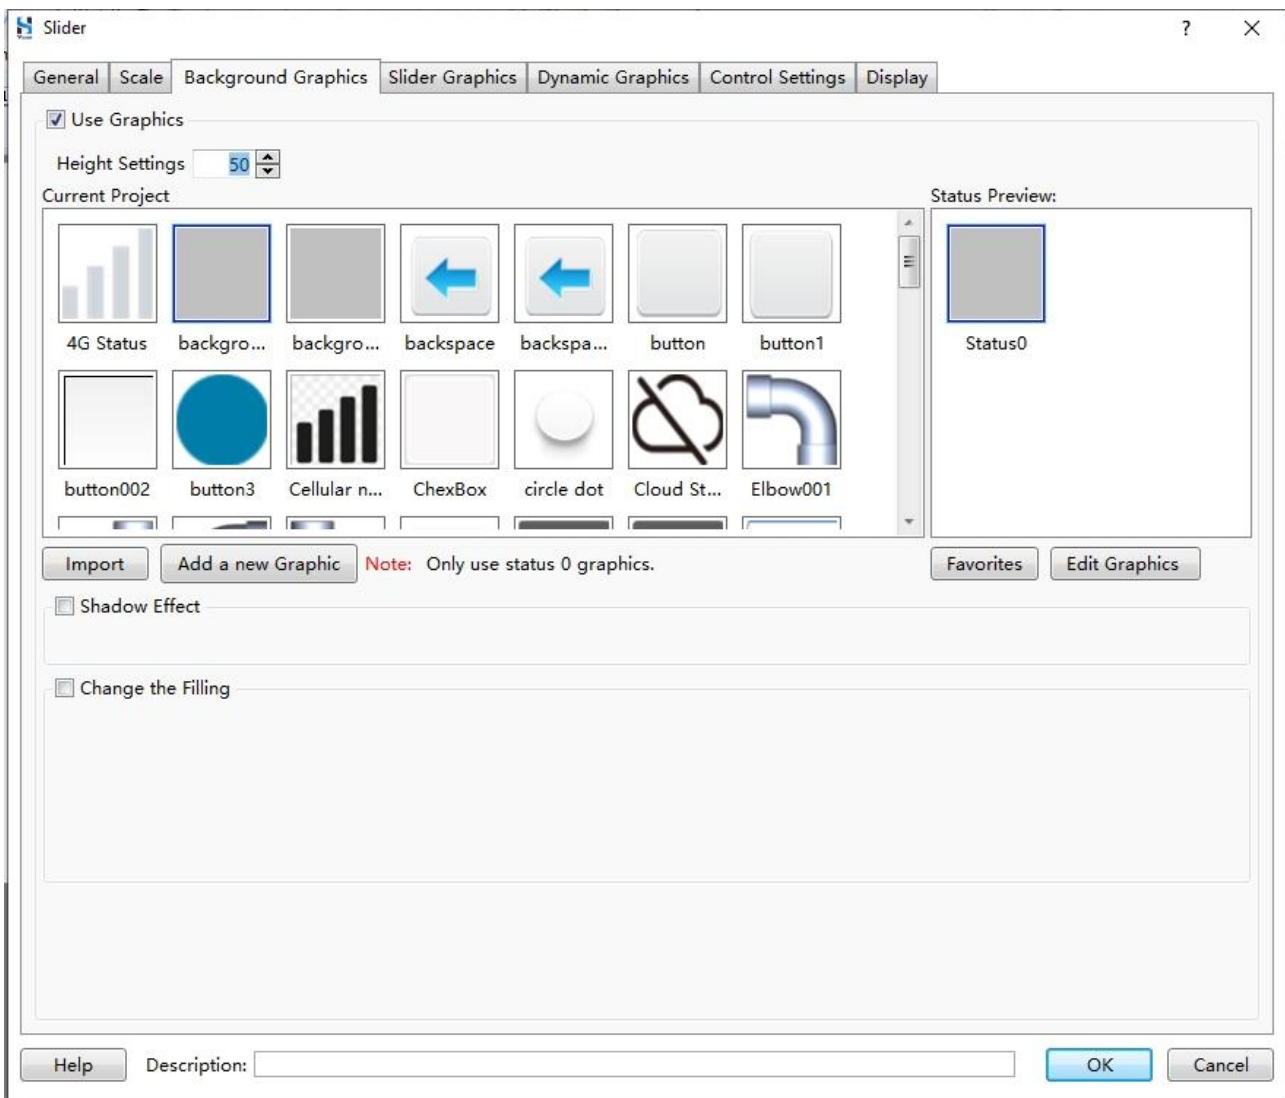 Slider
General Scale Background Graphics Slider Graphics Dynamic Graphics Control Settings Display
Use Graphics
Height Settings 50
Current Project
Status Preview:
4G Status backgro... backgro... backspace backspa... button button1
Status0
button002 button3 Cellular n... ChexBox circle dot Cloud St... Elbow001
Import Add a new Graphic Note: Only use status 0 graphics.
Favorites Edit Graphics
Shadow Effect
Change the Filling
Help Description: OK Cancel